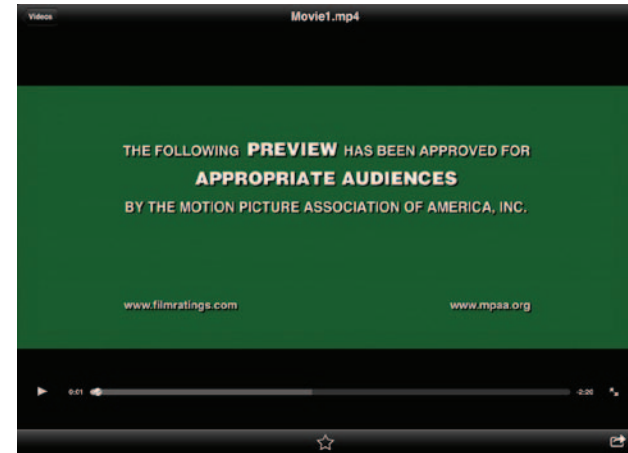 Videos
Movie1.mp4
THE FOLLOWING PREVIEW HAS BEEN APPROVED FOR
APPROPRIATE AUDIENCES
BY THE MOTION PICTURE ASSOCIATION OF AMERICA, INC.
www.filmratings.com www.mpaa.org
0:01 -2:26